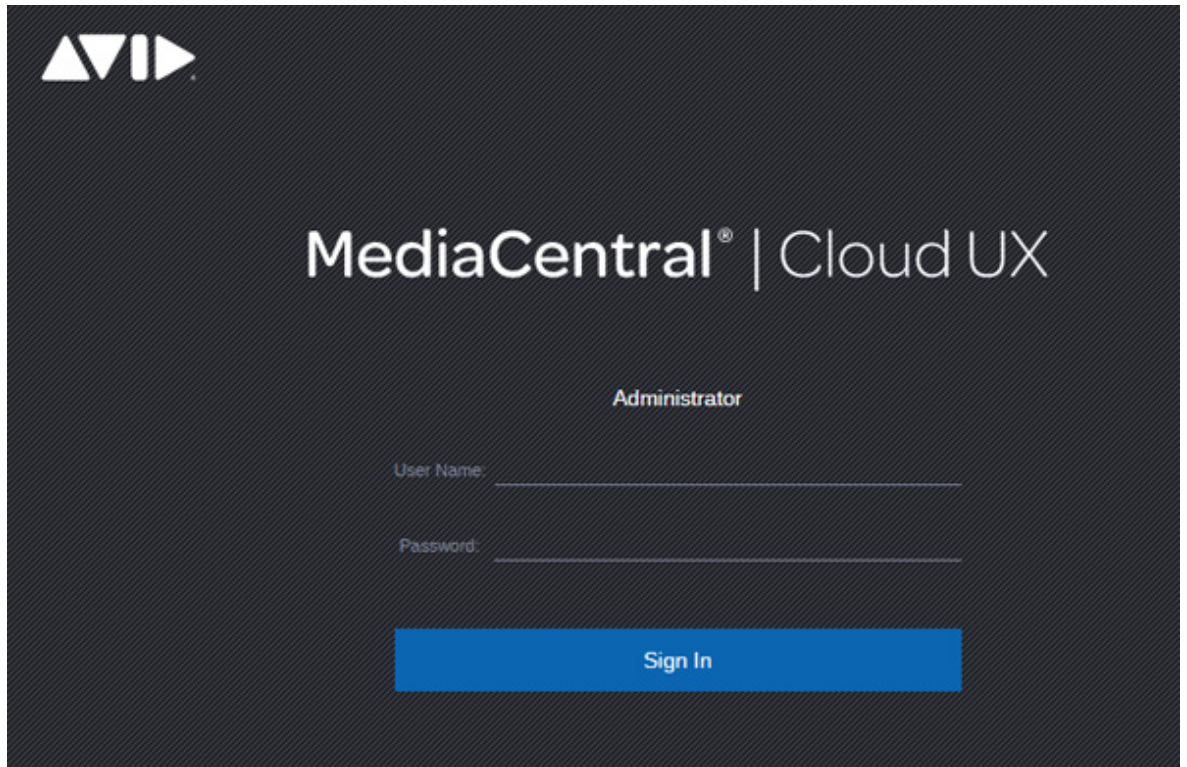 AVID
MediaCentral® | Cloud UX
Administrator
User Name:
Password:
Sign In